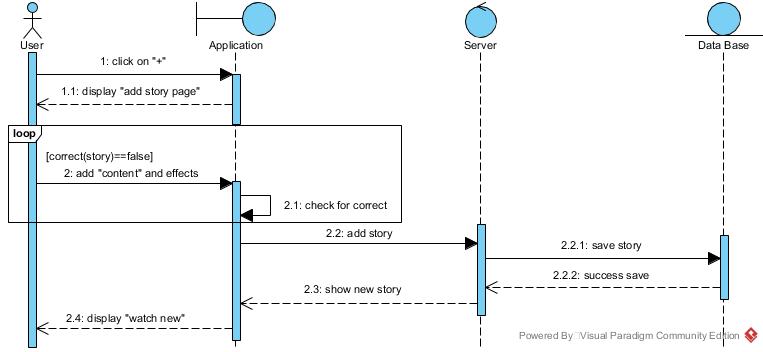 User
Application
Server
Data Base
1: click on "+"
1.1: display "add story page"
loop
[correct(story)==false]
2: add "content" and effects
2.1: check for correct
2.2: add story
2.2.1: save story
2.2.2: success save
2.3: show new story
2.4: display "watch new"
Powered By Visual Paradigm Community Edition